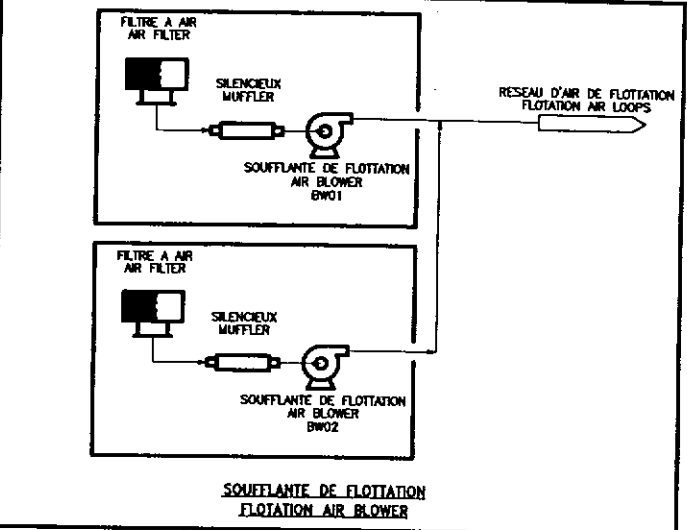 FILTRE A AIR
AIR FILTER
SILENCIEUX
MUFFLER
SOUFFLANTE DE FLOTTATION
AIR BLOWER
BW01
RESEAU D'AIR DE FLOTTATION
FLOTATION AIR LOOPS
FILTRE A AIR
AIR FILTER
SILENCIEUX
MUFFLER
SOUFFLANTE DE FLOTTATION
AIR BLOWER
BW02
SOUFFLANTE DE FLOTTATION
FLOTATION AIR BLOWER